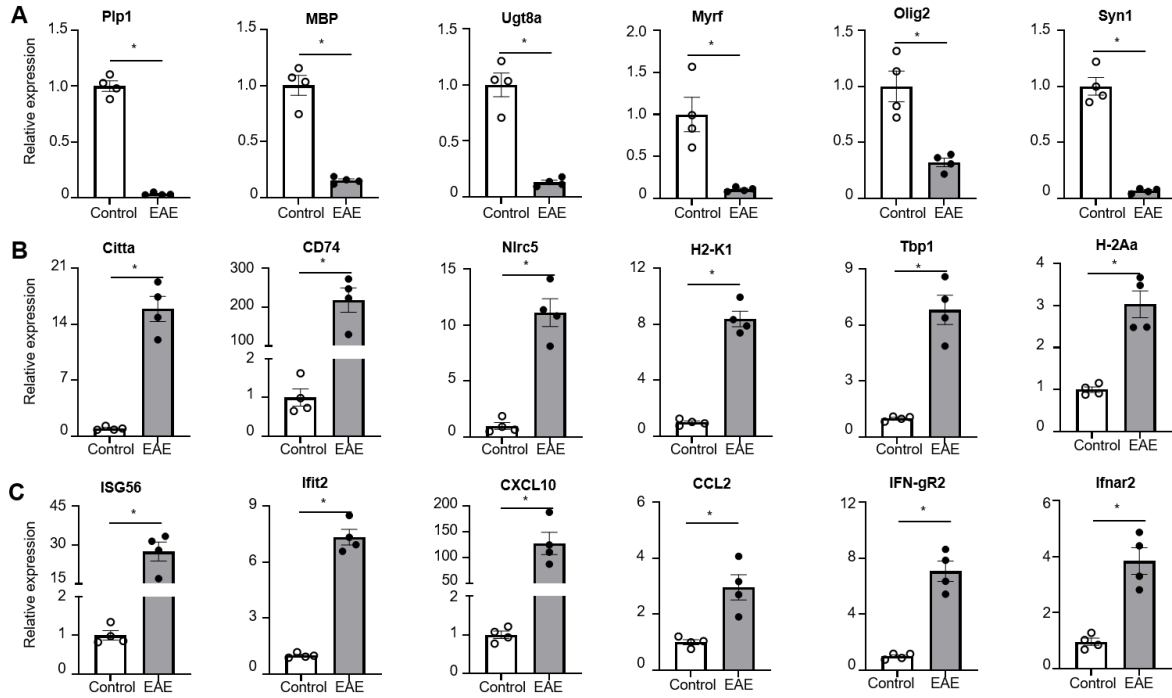 A
Plp1
MBP
Ugt8a
Myrf
Olig2
Syn1
Relative expression
1.5
1.0
0.5
0
*
Control EAE
1.5
1.0
0.5
0
*
Control EAE
1.5
1.0
0.5
0
*
Control EAE
2.0
1.5
1.0
0.5
0
*
Control EAE
1.5
1.0
0.5
0
*
Control EAE
1.5
1.0
0.5
0
*
Control EAE
B
Citta
CD74
Nlrc5
H2-K1
Tbp1
H-2Aa
Relative expression
21
14
7
0
*
Control EAE
300
200
100
2
1
0
*
Control EAE
15
10
5
0
*
Control EAE
12
8
4
0
*
Control EAE
9
6
3
0
*
Control EAE
4
3
2
1
0
*
Control EAE
C
ISG56
Ifit2
CXCL10
CCL2
IFN-gR2
Ifnar2
Relative expression
45
30
15
2
1
0
*
Control EAE
9
6
3
0
*
Control EAE
200
150
100
50
2
1
0
*
Control EAE
6
4
2
0
*
Control EAE
12
8
4
0
*
Control EAE
6
4
2
0
*
Control EAE